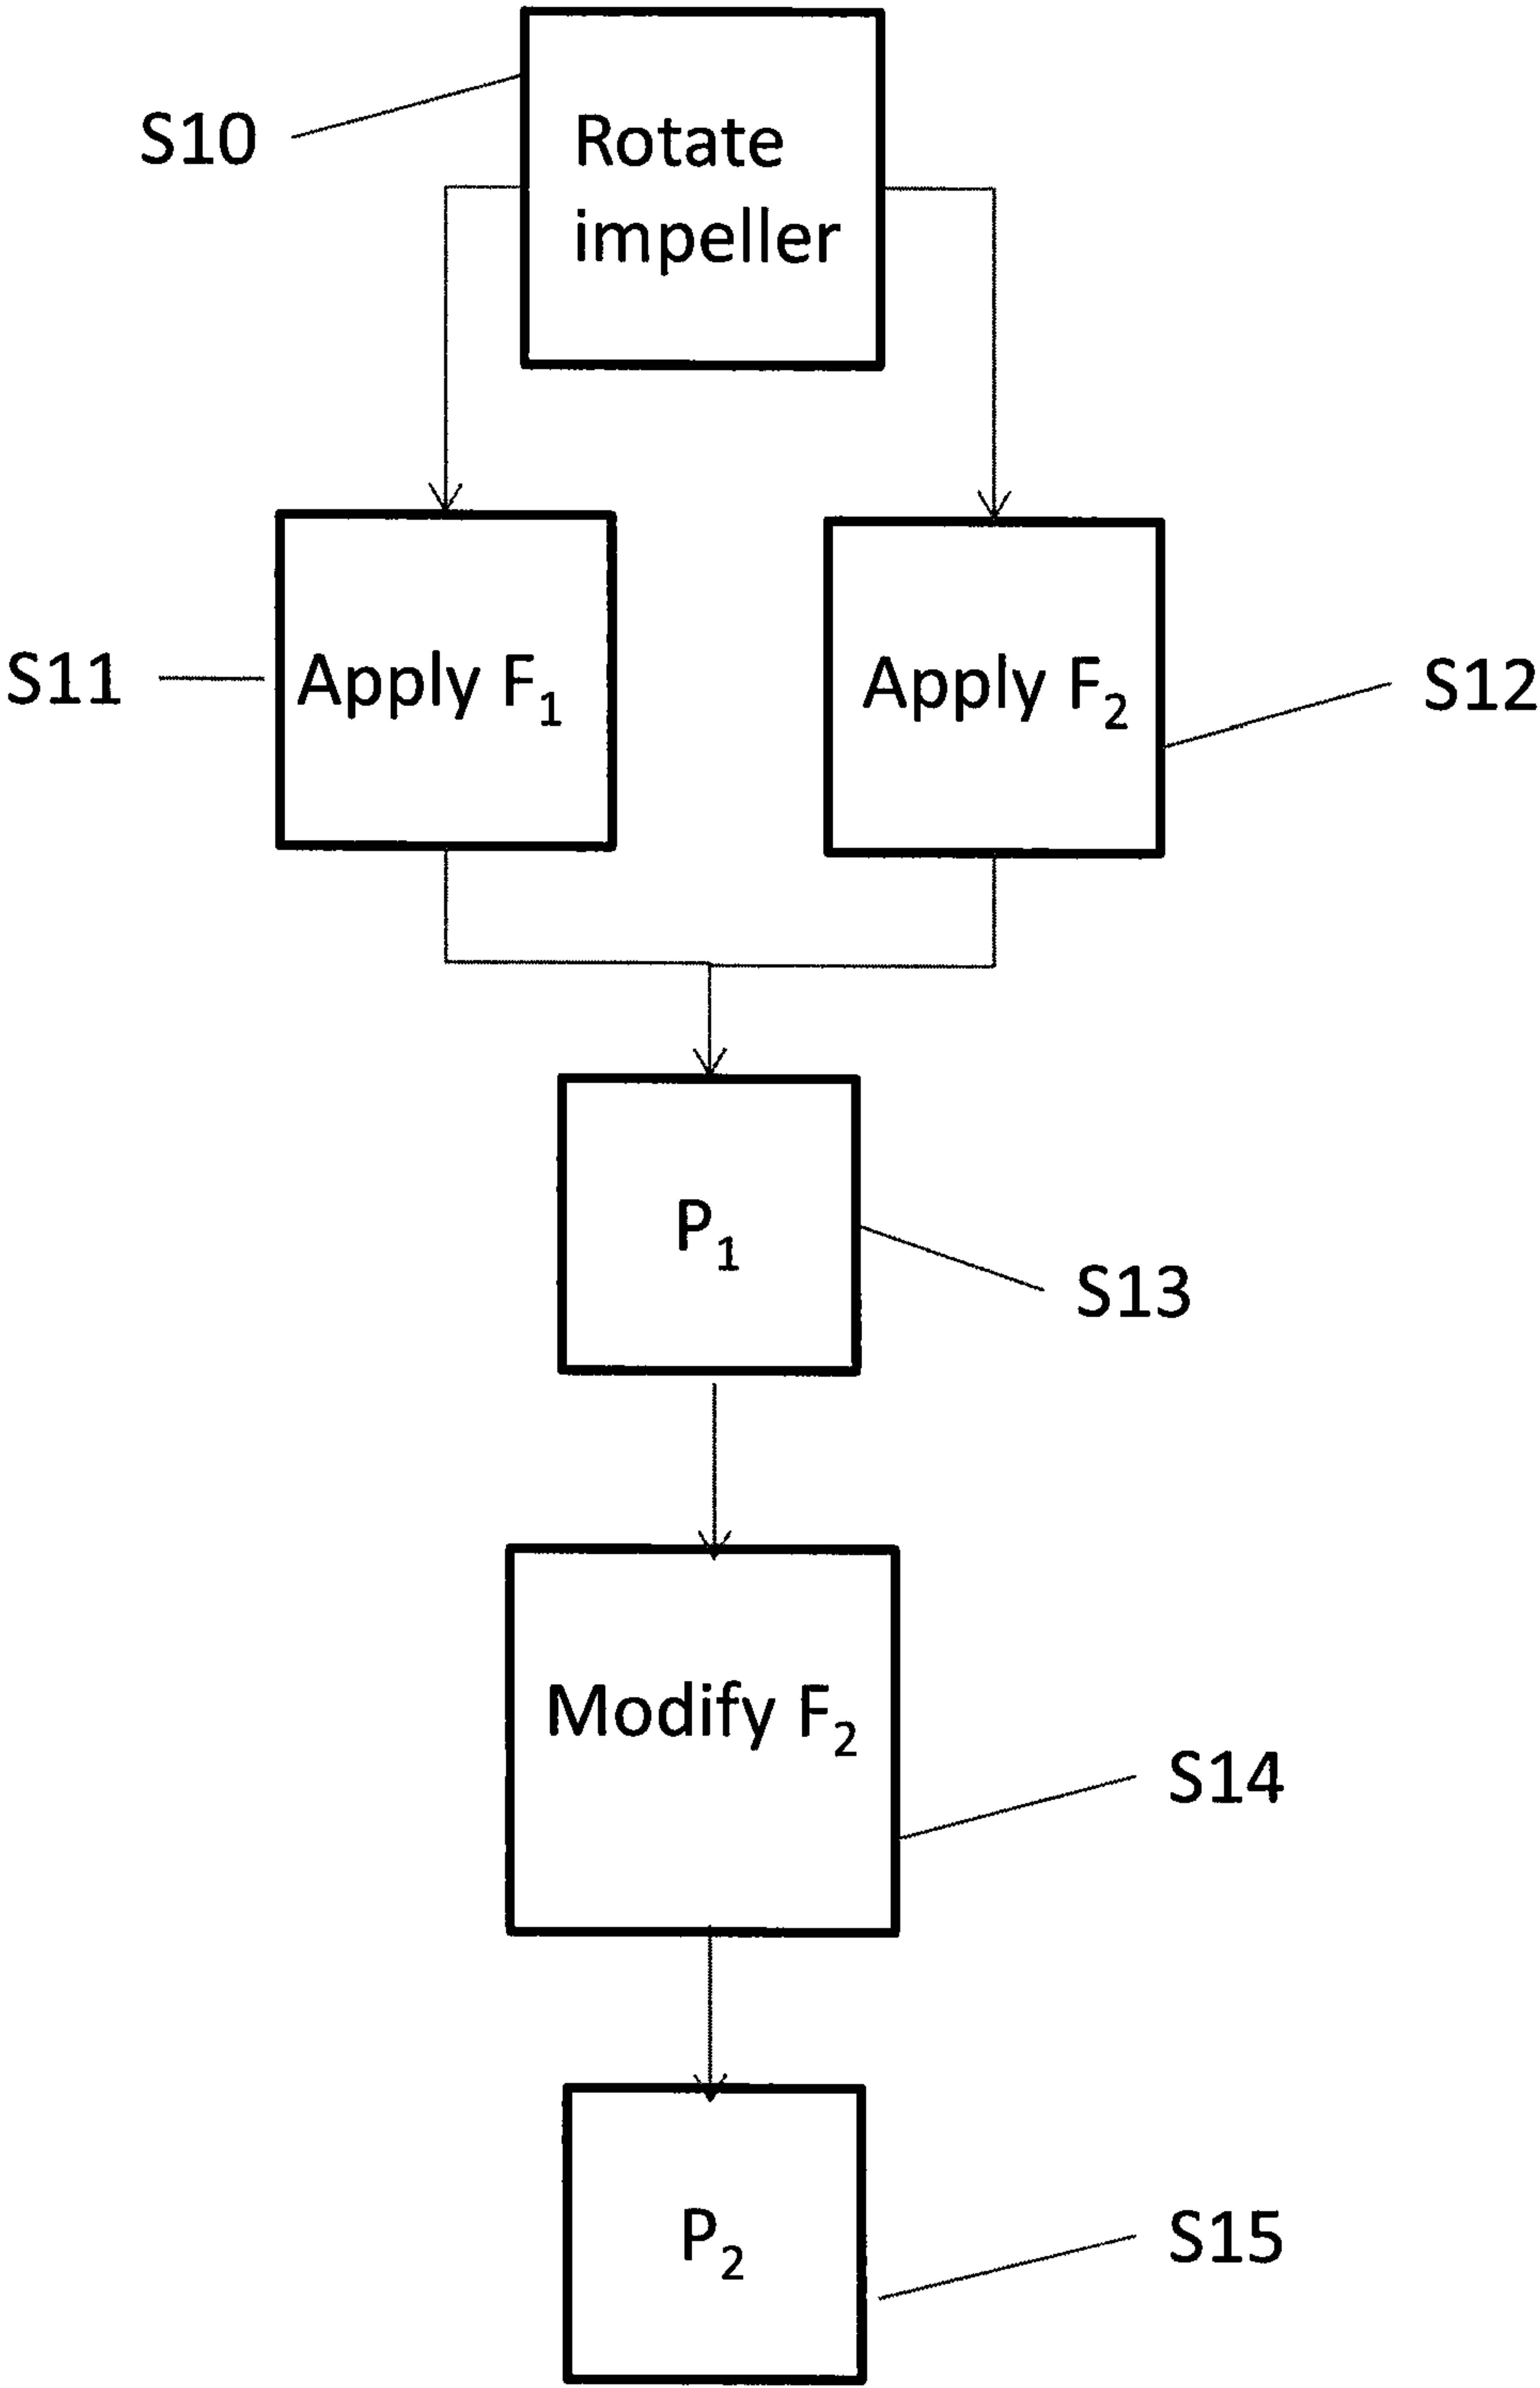 S10
Rotate
impeller
S11
Apply F₁
Apply F₂
S12
P₁
S13
Modify F₂
S14
P₂
S15